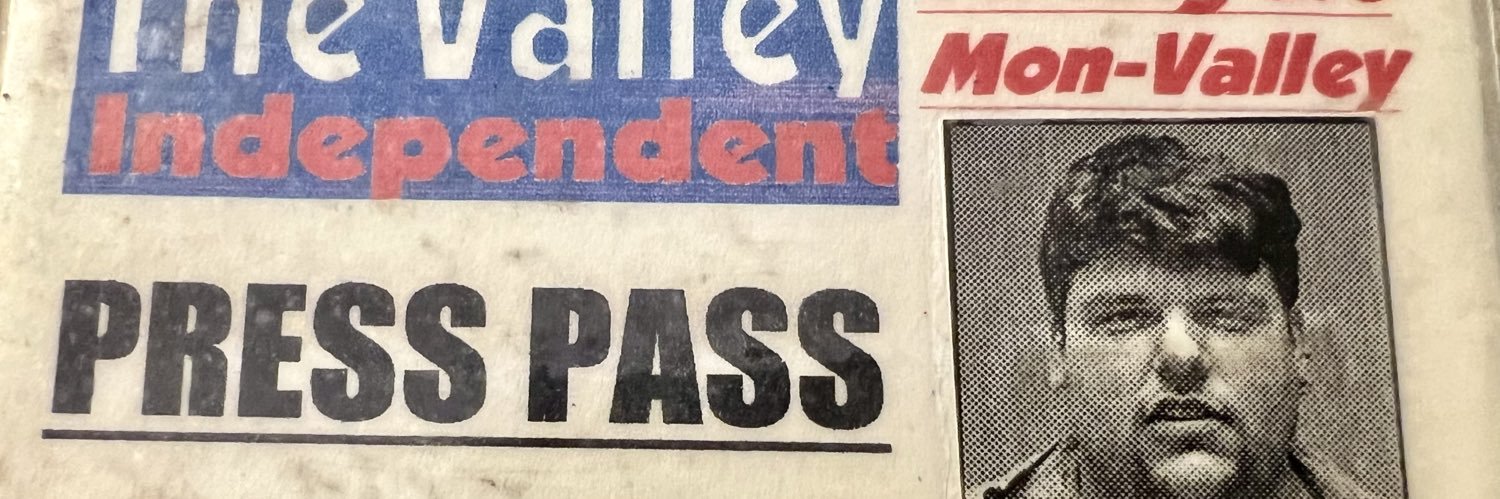 The Valley
Independent
PRESS PASS
Mon-Valley